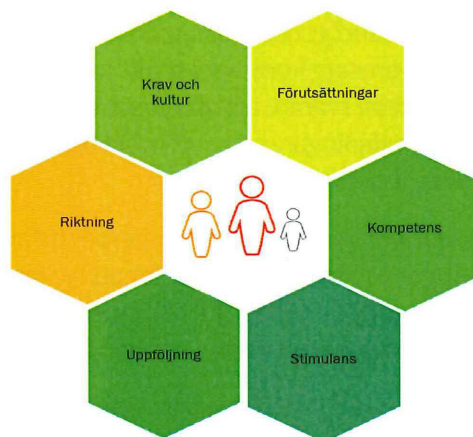 Krav och
kultur
Förutsättningar
Riktning
Kompetens
Uppföljning
Stimulans